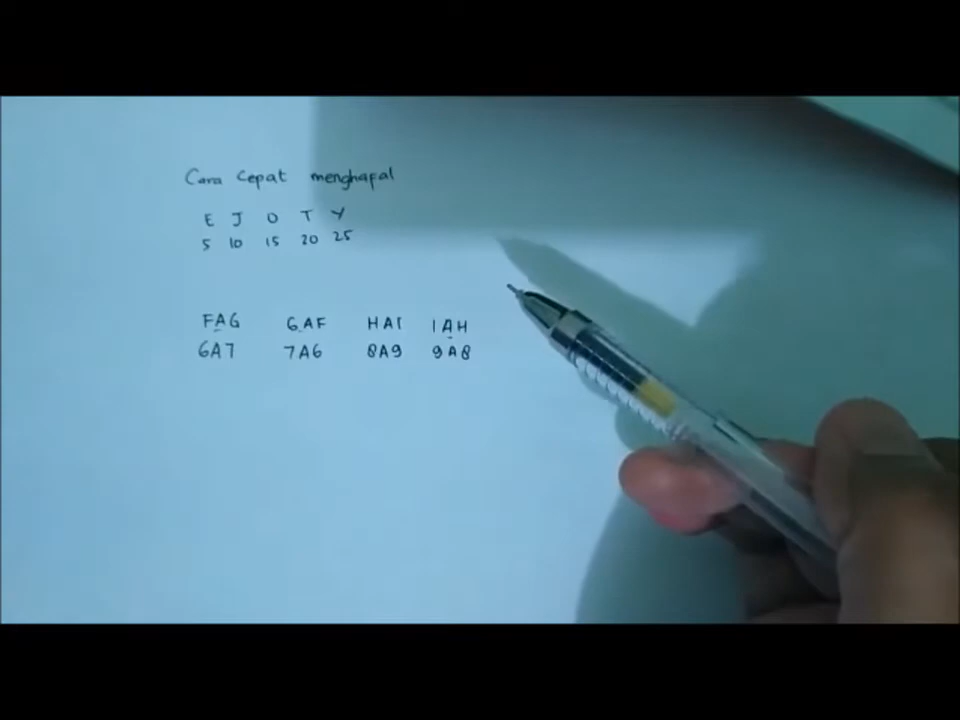 Cara Cepat menghapal
E J O T Y
5 10 15 20 25
FAG GAF HAI IAH
6A7 7A6 8A9 9A8